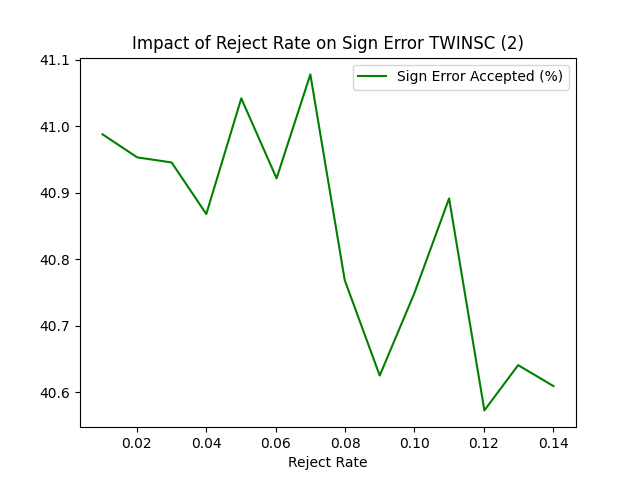 Impact of Reject Rate on Sign Error TWINSC (2)
Sign Error Accepted (%)
41.1
41.0
40.9
40.8
40.7
40.6
0.02 0.04 0.06 0.08 0.10 0.12 0.14
Reject Rate